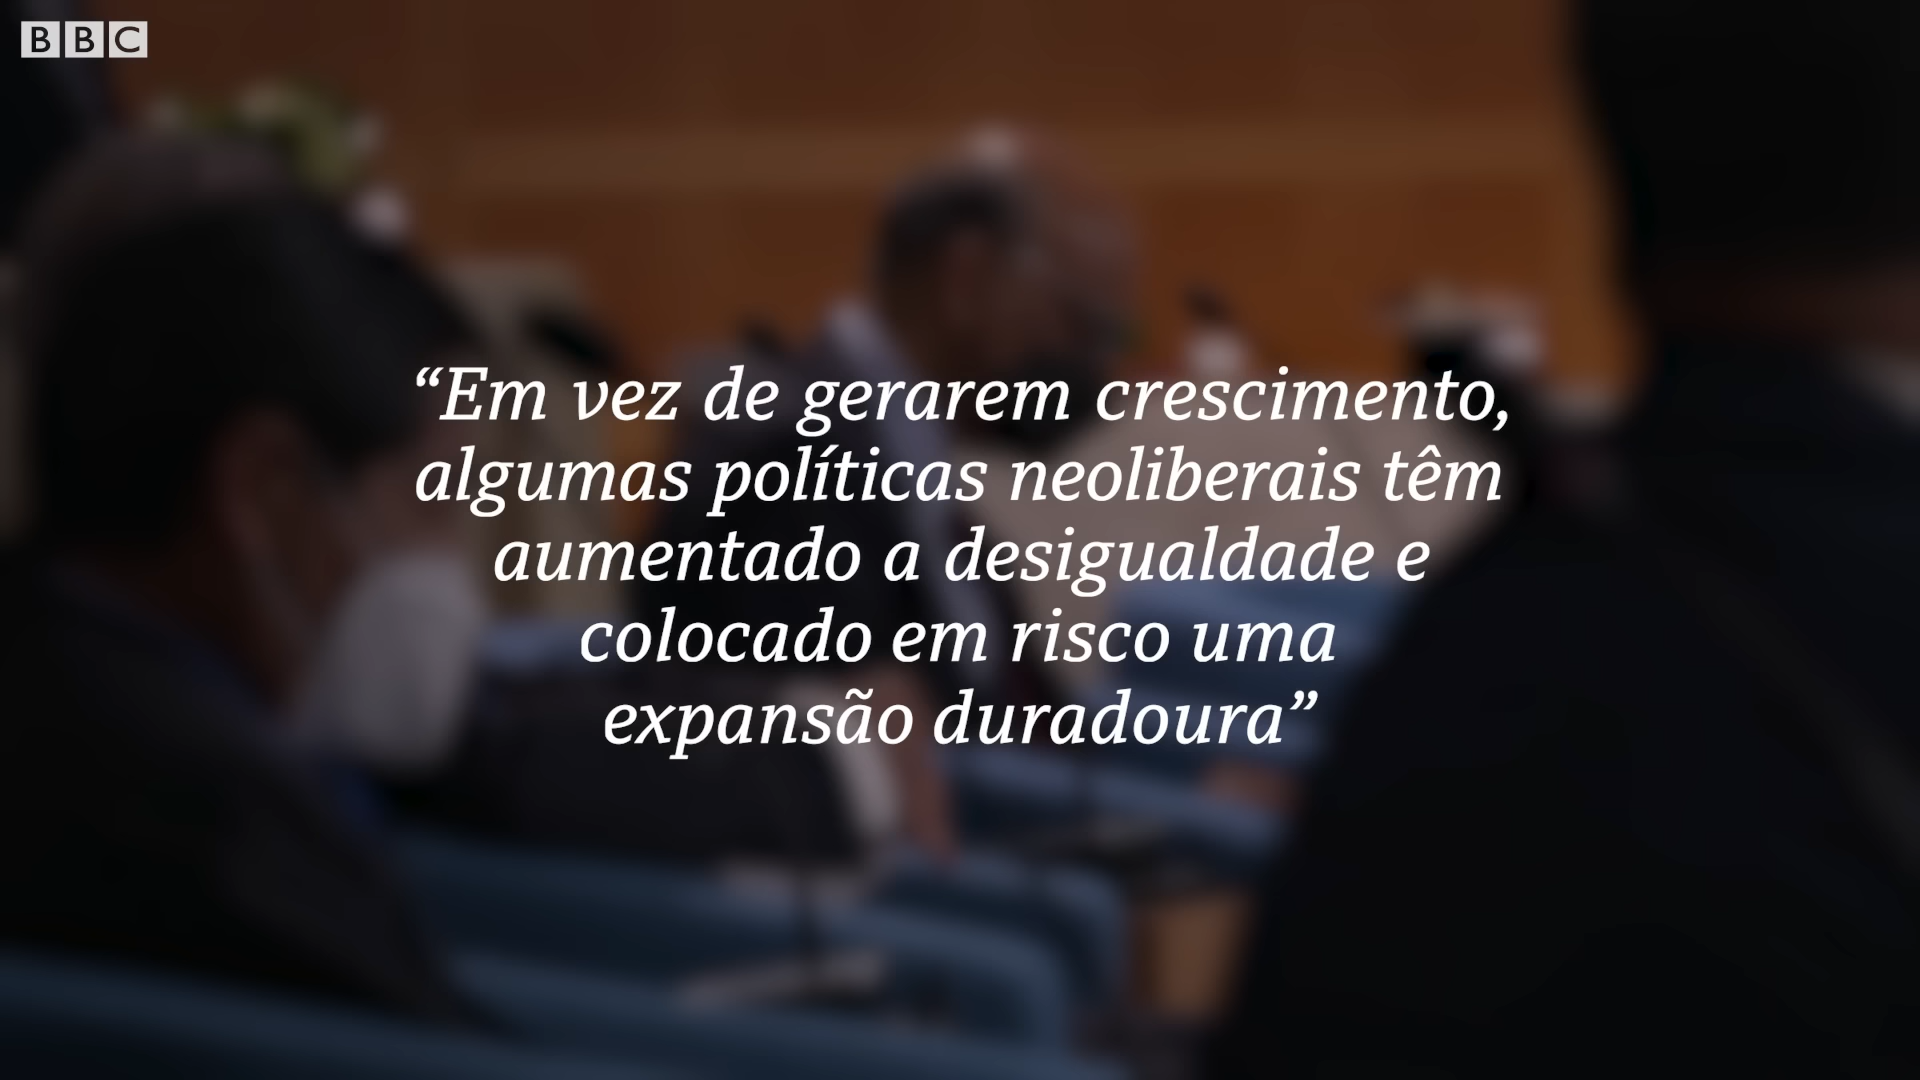 BBC
“Em vez de gerarem crescimento,
algumas políticas neoliberais têm
aumentado a desigualdade e
colocado em risco uma
expansão duradoura”